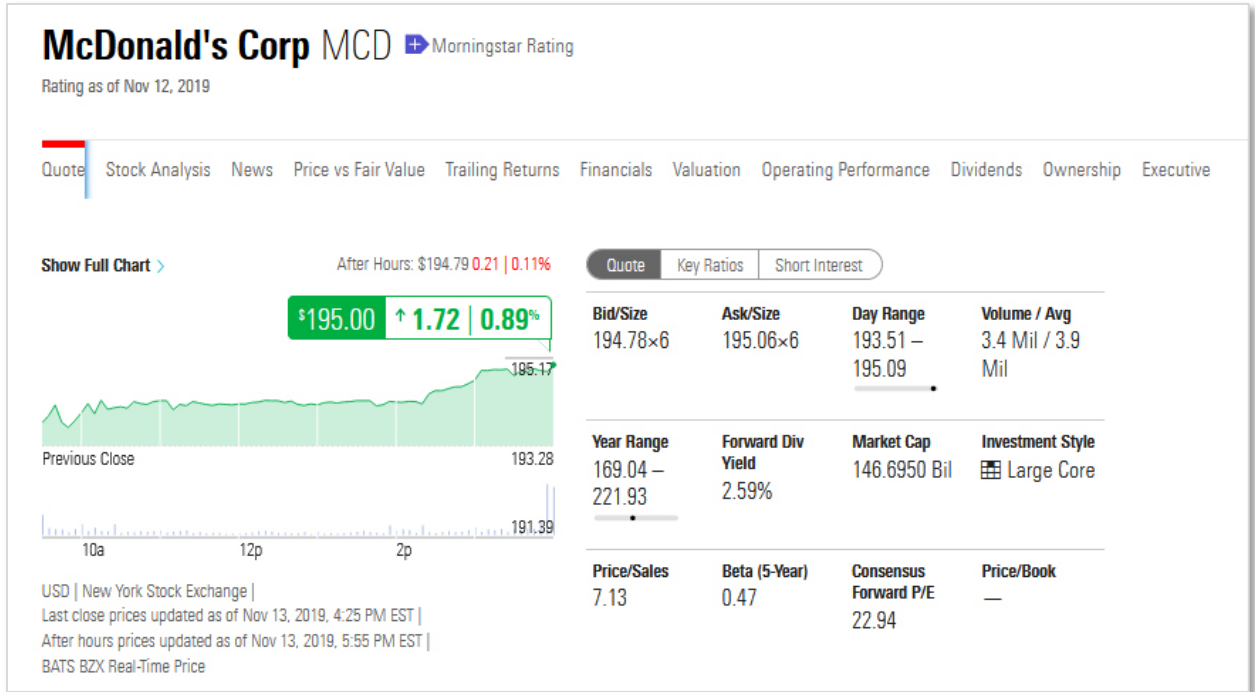 McDonald's Corp MCD + Morningstar Rating
Rating as of Nov 12, 2019
Quote Stock Analysis News Price vs Fair Value Trailing Returns Financials Valuation Operating Performance Dividends Ownership Executive
Show Full Chart >
After Hours: $194.79 0.21 | 0.11%
$195.00 ↑ 1.72 | 0.89%
195.17
Previous Close 193.28
191.39
10a 12p 2p
USD | New York Stock Exchange |
Last close prices updated as of Nov 13, 2019, 4:25 PM EST |
After hours prices updated as of Nov 13, 2019, 5:55 PM EST |
BATS BZX Real-Time Price
Quote Key Ratios Short Interest
Bid/Size Ask/Size Day Range Volume / Avg
194.78×6 195.06×6 193.51 – 3.4 Mil / 3.9
195.09 Mil
Year Range Forward Div Market Cap Investment Style
Yield
169.04 – 146.6950 Bil Large Core
221.93 2.59%
Price/Sales Beta (5-Year) Consensus Price/Book
Forward P/E
7.13 0.47 —
22.94